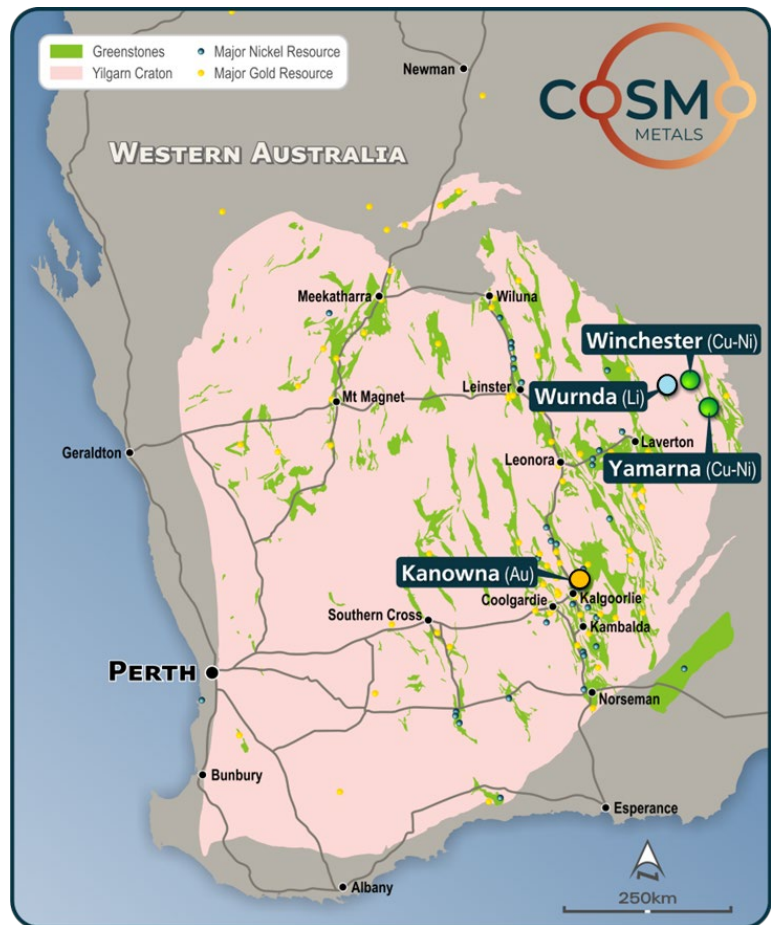 Greenstones
Major Nickel Resource
Yilgarn Craton
Major Gold Resource
Newman
COSMO
METALS
WESTERN AUSTRALIA
Meekatharra
Wiluna
Winchester (Cu-Ni)
Leinster
Wurnda (Li)
Mt Magnet
Laverton
Geraldton
Leonora
Yamarna (Cu-Ni)
Kanowna (Au)
Coolgardie
Kalgoorlie
Southern Cross
Kambalda
PERTH
Norseman
Bunbury
Esperance
Albany
N
250km